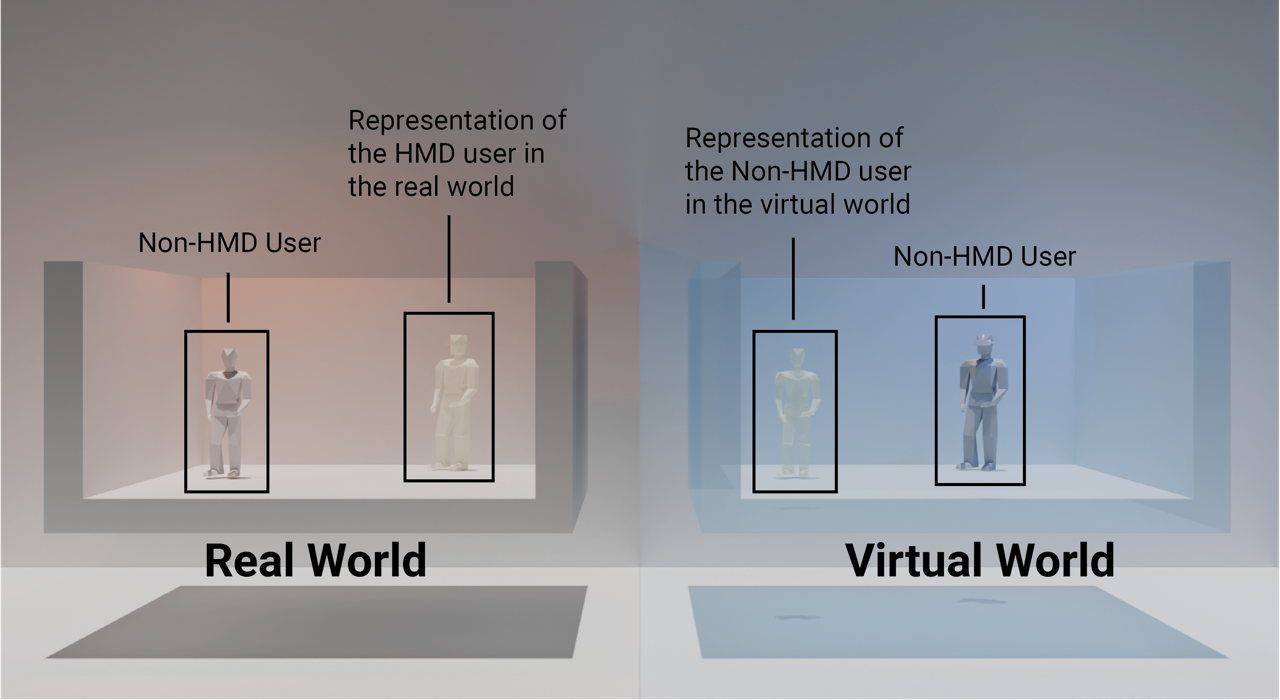 Representation of
the HMD user in
the real world
Non-HMD User
Real World
Representation of
the Non-HMD user
in the virtual world
Non-HMD User
Virtual World